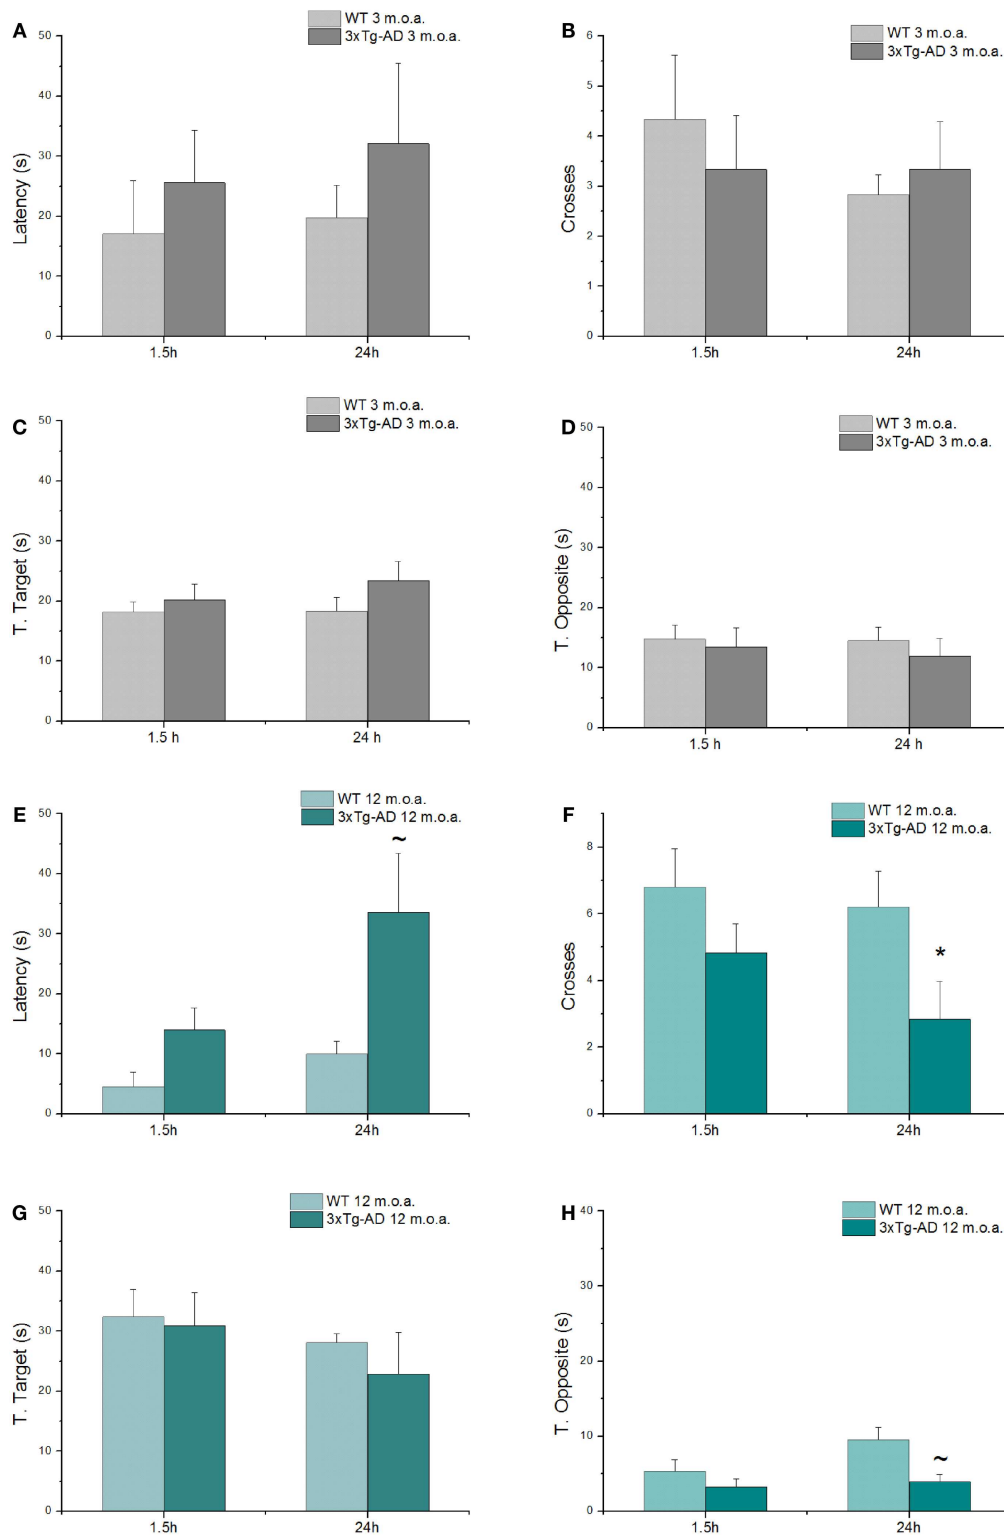 A
WT 3 m.o.a.
3xTg-AD 3 m.o.a.
Latency (s)
50
40
30
20
10
0
1.5h
24h
B
WT 3 m.o.a.
3xTg-AD 3 m.o.a.
Crosses
6
5
4
3
2
1
0
1.5h
24h
C
WT 3 m.o.a.
3xTg-AD 3 m.o.a.
T. Target (s)
50
40
30
20
10
0
1.5 h
24 h
D
WT 3 m.o.a.
3xTg-AD 3 m.o.a.
T. Opposite (s)
50
40
30
20
10
0
1.5 h
24 h
E
WT 12 m.o.a.
3xTg-AD 12 m.o.a.
~
Latency (s)
50
40
30
20
10
0
1.5h
24h
F
WT 12 m.o.a.
3xTg-AD 12 m.o.a.
*
Crosses
8
6
4
2
0
1.5h
24h
G
WT 12 m.o.a.
3xTg-AD 12 m.o.a.
T. Target (s)
50
40
30
20
10
0
1.5h
24h
H
WT 12 m.o.a.
3xTg-AD 12 m.o.a.
~
T. Opposite (s)
40
30
20
10
0
1.5h
24h